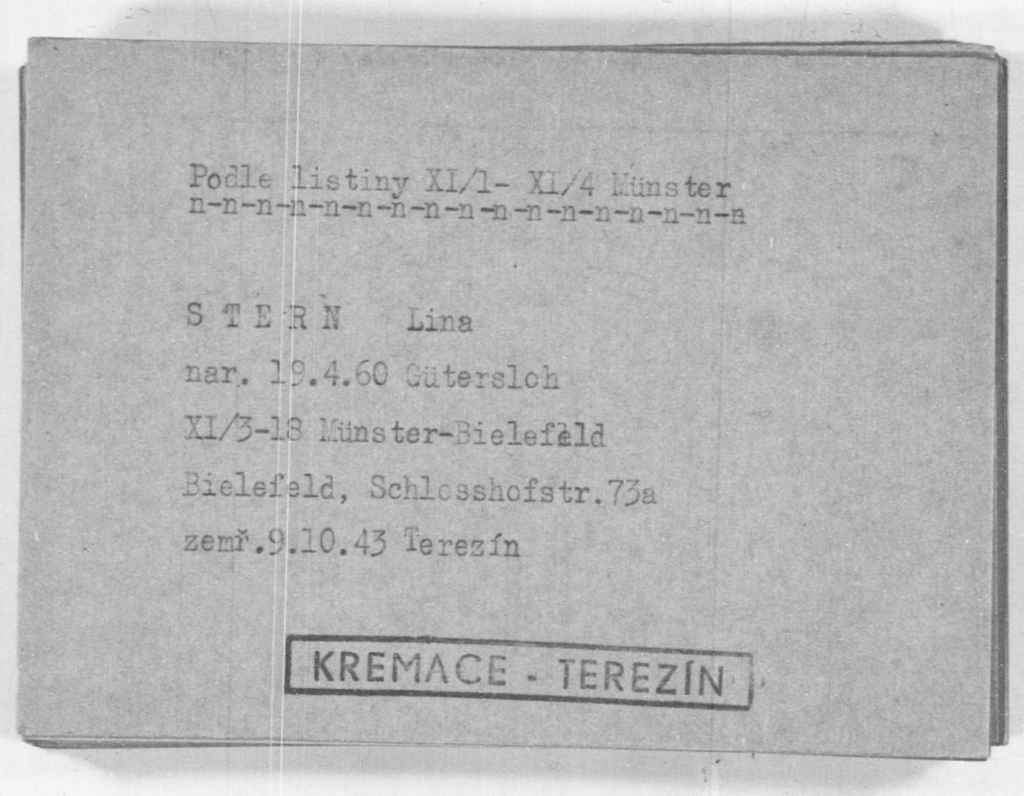 Podle listiny XI/1- XI/4 Münster
n-n-n-n-n-n-n-n-n-n-n-n-n-n-n-n-n
S T E R N Lina
nar. 19.4.60 Gütersloh
XI/3-18 Münster-Bielefeld
Bielefeld, Schlosshofstr.73a
zemř.9.10.43 Terezín
KREMACE - TEREZÍN